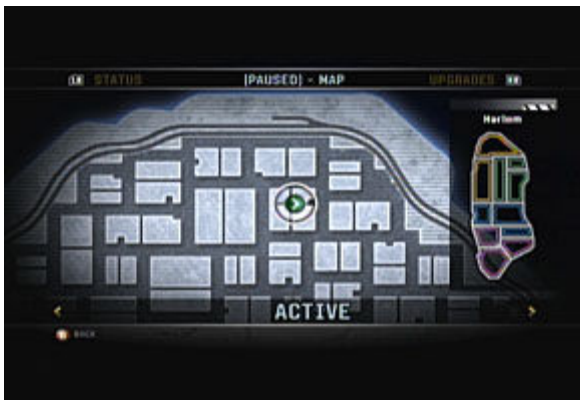 LB STATUS [PAUSED] - MAP UPGRADES RB
Harlem
< ACTIVE >
B BACK